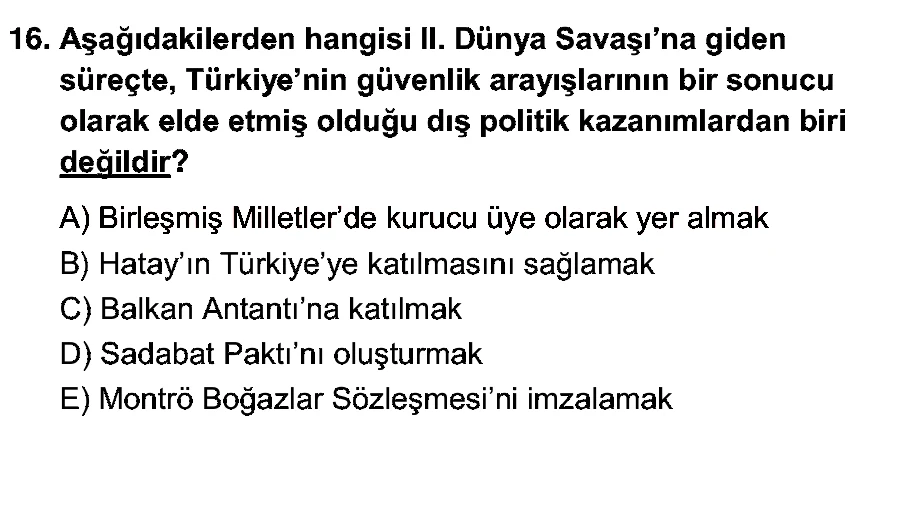 16. Aşağıdakilerden hangisi II. Dünya Savaşı’na giden
süreçte, Türkiye’nin güvenlik arayışlarının bir sonucu
olarak elde etmiş olduğu dış politik kazanımlardan biri
değildir?
A) Birleşmiş Milletler’de kurucu üye olarak yer almak
B) Hatay’ın Türkiye’ye katılmasını sağlamak
C) Balkan Antantı’na katılmak
D) Sadabat Paktı’nı oluşturmak
E) Montrö Boğazlar Sözleşmesi’ni imzalamak